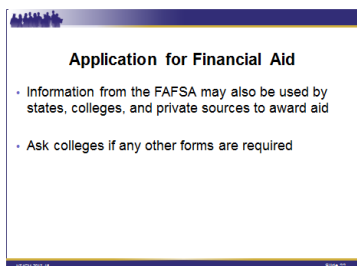 Application for Financial Aid
• Information from the FAFSA may also be used by
states, colleges, and private sources to award aid
• Ask colleges if any other forms are required